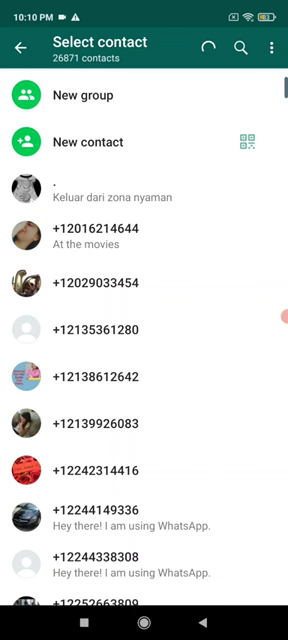 10:10 PM
Select contact
26871 contacts
New group
New contact
.
Keluar dari zona nyaman
+12016214644
At the movies
+12029033454
+12135361280
+12138612642
+12139926083
+12242314416
+12244149336
Hey there! I am using WhatsApp.
+12244338308
Hey there! I am using WhatsApp.
+12252663809